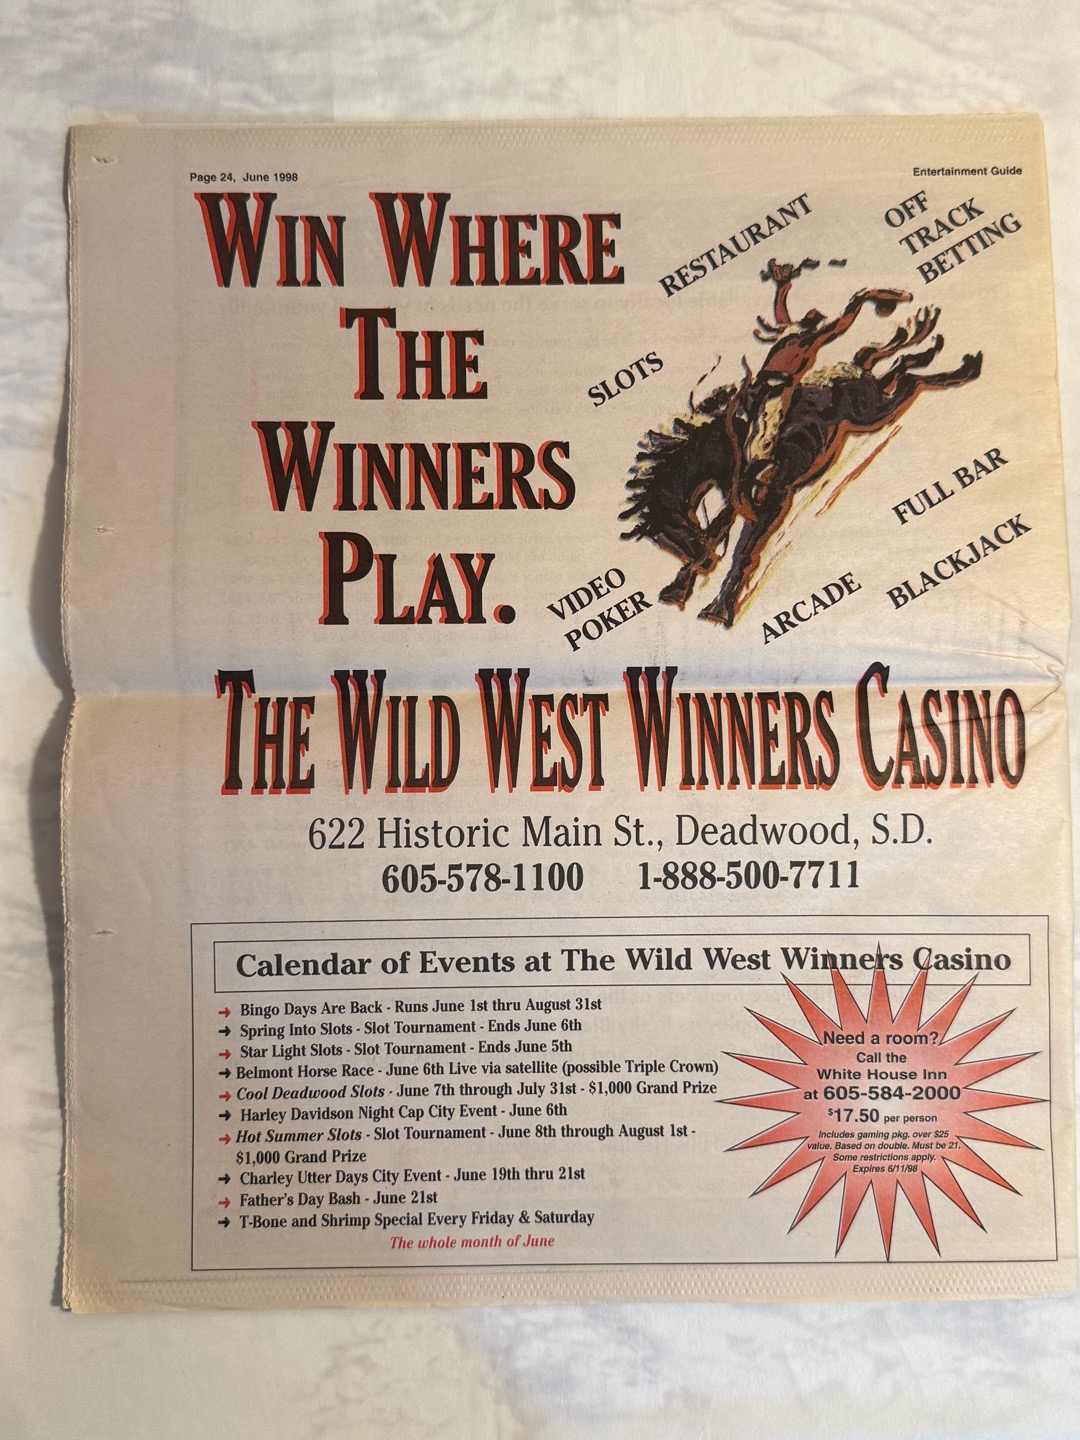 Page 24, June 1998
Entertainment Guide
WIN WHERE
THE
WINNERS
PLAY.
RESTAURANT
OFF
TRACK
BETTING
SLOTS
FULL BAR
BLACKJACK
VIDEO
POKER
ARCADE
THE WILD WEST WINNERS CASINO
622 Historic Main St., Deadwood, S.D.
605-578-1100 1-888-500-7711
Calendar of Events at The Wild West Winners Casino
Bingo Days Are Back - Runs June 1st thru August 31st
Spring Into Slots - Slot Tournament - Ends June 6th
Star Light Slots - Slot Tournament - Ends June 5th
Belmont Horse Race - June 6th Live via satellite (possible Triple Crown)
Cool Deadwood Slots - June 7th through July 31st - $1,000 Grand Prize
Harley Davidson Night Cap City Event - June 6th
Hot Summer Slots - Slot Tournament - June 8th through August 1st -
$1,000 Grand Prize
Charley Utter Days City Event - June 19th thru 21st
Father's Day Bash - June 21st
T-Bone and Shrimp Special Every Friday & Saturday
The whole month of June
Need a room?
Call the
White House Inn
at 605-584-2000
$17.50 per person
Includes gaming pkg. over $25
value. Based on double. Must be 21.
Some restrictions apply.
Expires 6/11/98